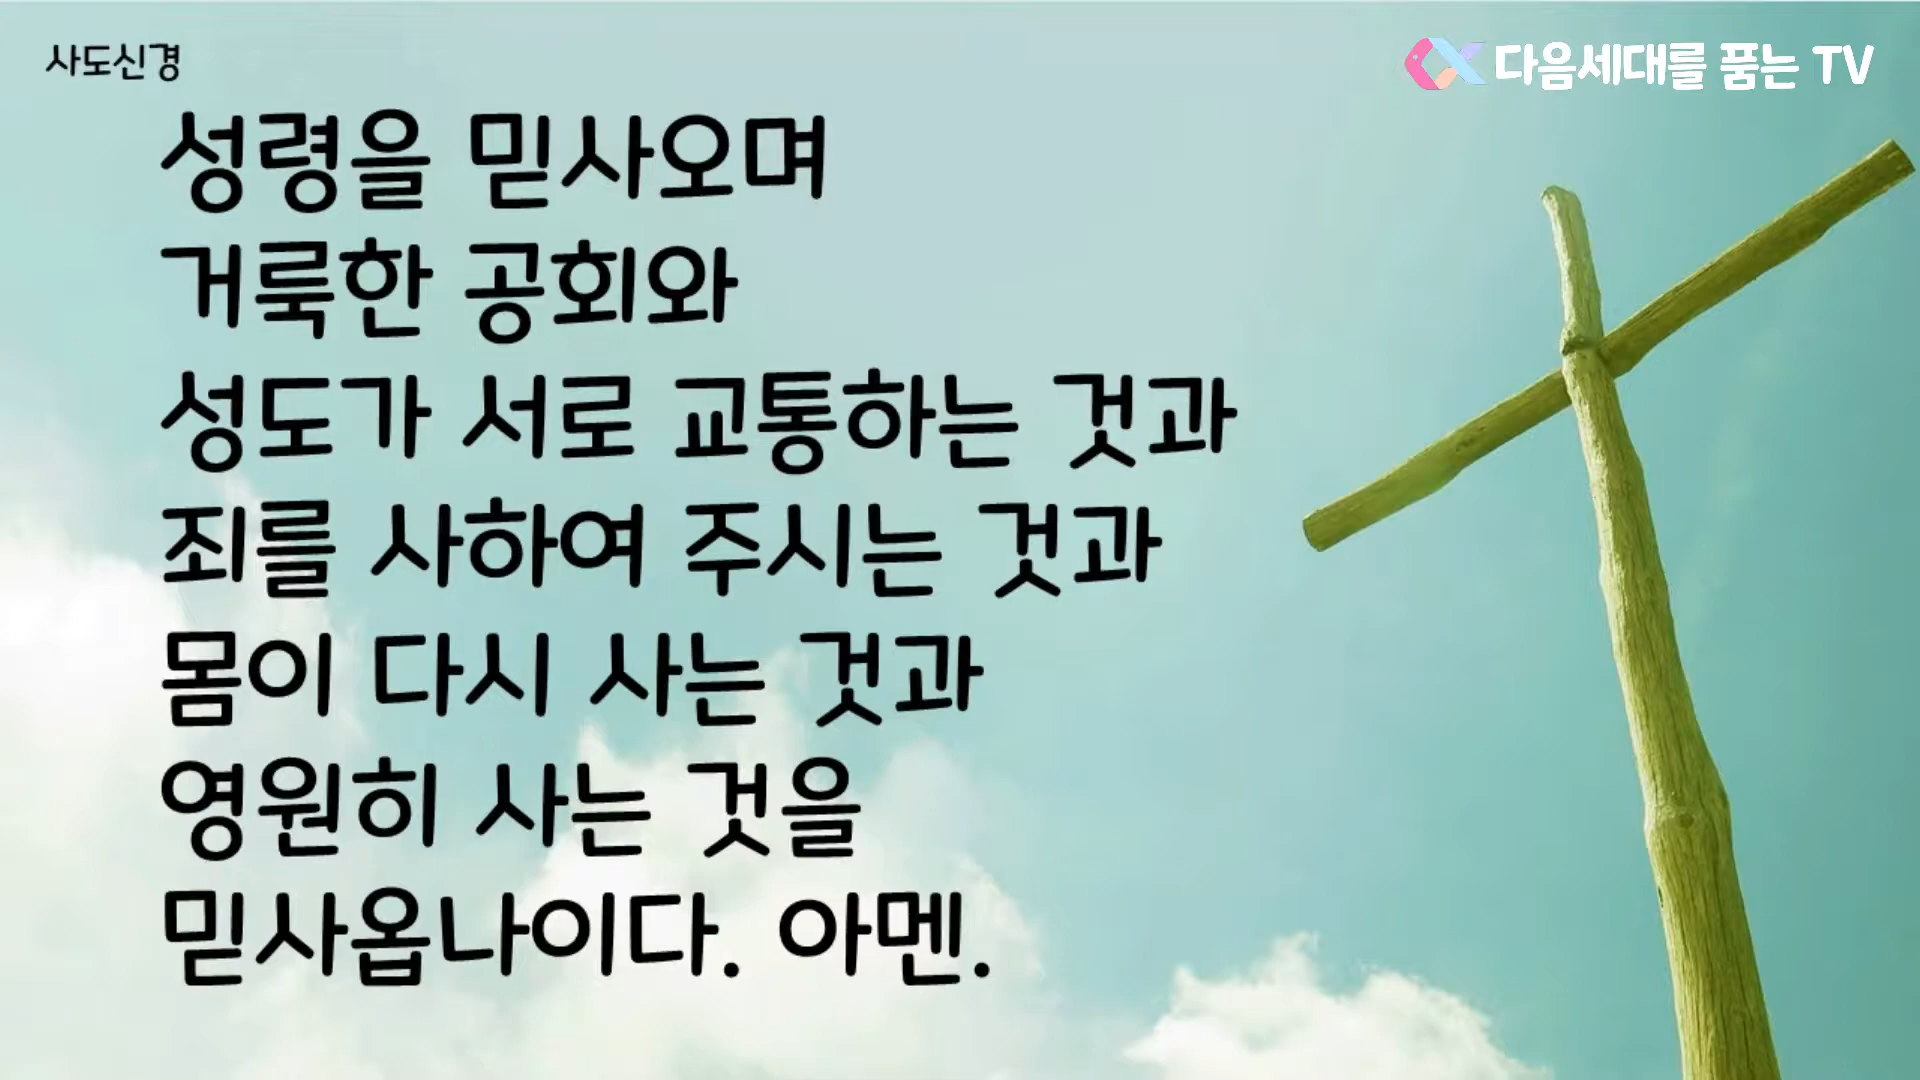 사도신경
다음세대를 품는 TV
성령을 믿사오며
거룩한 공회와
성도가 서로 교통하는 것과
죄를 사하여 주시는 것과
몸이 다시 사는 것과
영원히 사는 것을
믿사옵나이다. 아멘.